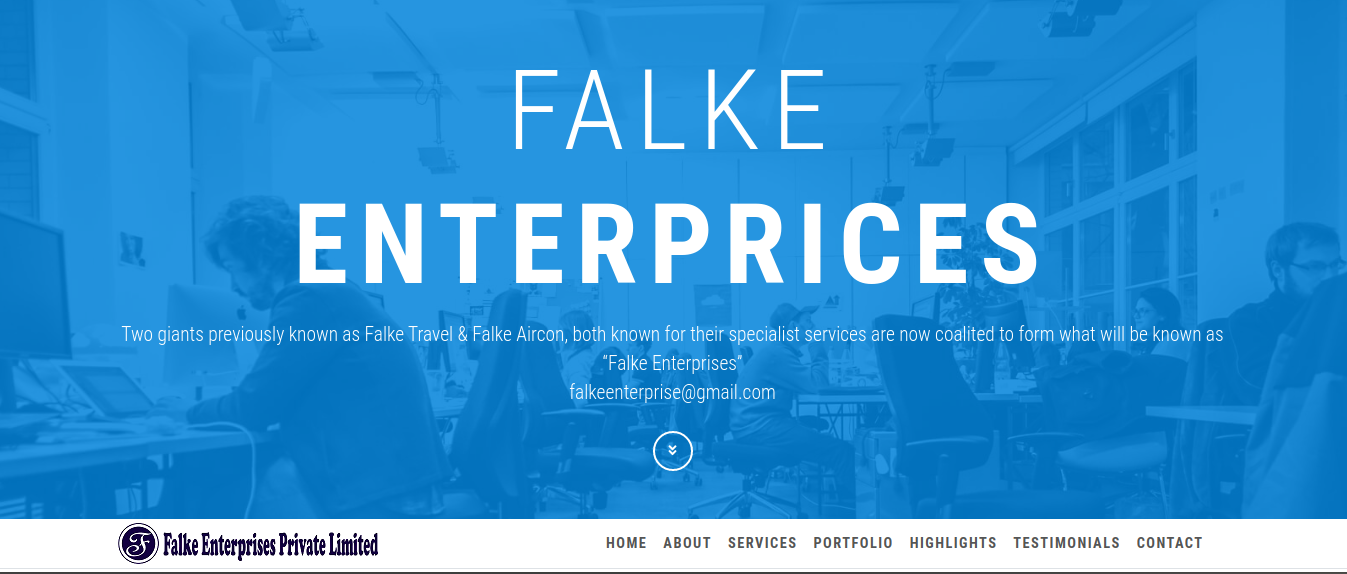 FALKE
ENTERPRICES
Two giants previously known as Falke Travel & Falke Aircon, both known for their specialist services are now coalited to form what will be known as
“Falke Enterprises”
falkeenterprise@gmail.com
F Falke Enterprises Private Limited
HOME ABOUT SERVICES PORTFOLIO HIGHLIGHTS TESTIMONIALS CONTACT